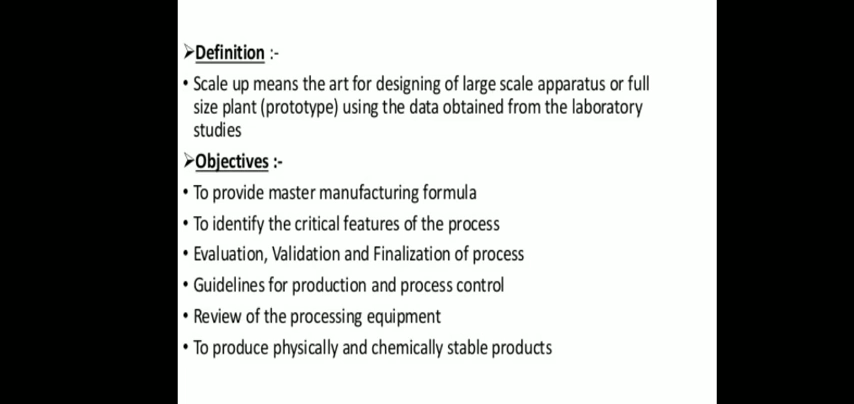 ➢Definition :-
• Scale up means the art for designing of large scale apparatus or full
size plant (prototype) using the data obtained from the laboratory
studies
➢Objectives :-
• To provide master manufacturing formula
• To identify the critical features of the process
• Evaluation, Validation and Finalization of process
• Guidelines for production and process control
• Review of the processing equipment
• To produce physically and chemically stable products